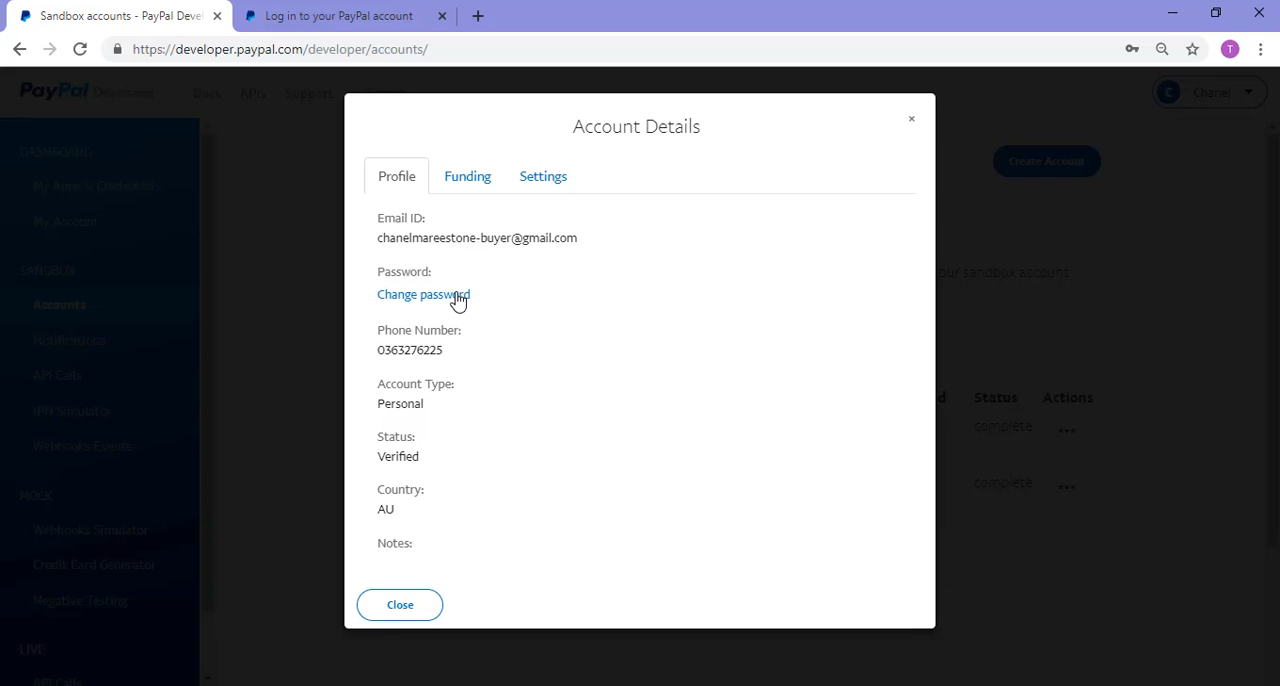 Sandbox accounts - PayPal Deve
Log in to your PayPal account
https://developer.paypal.com/developer/accounts/
T
PayPal Developer
Docs APIs Support
C Chanel
DASHBOARD
My Apps & Credentials
My Account
SANDBOX
Accounts
Notifications
API Calls
IPN Simulator
Webhooks Events
MOCK
Webhooks Simulator
Credit Card Generator
Negative Testing
LIVE
API Calls
Create Account
our sandbox account
d Status Actions
complete
complete
Account Details
×
Profile Funding Settings
Email ID:
chanelmareestone-buyer@gmail.com
Password:
Change password
Phone Number:
0363276225
Account Type:
Personal
Status:
Verified
Country:
AU
Notes:
Close